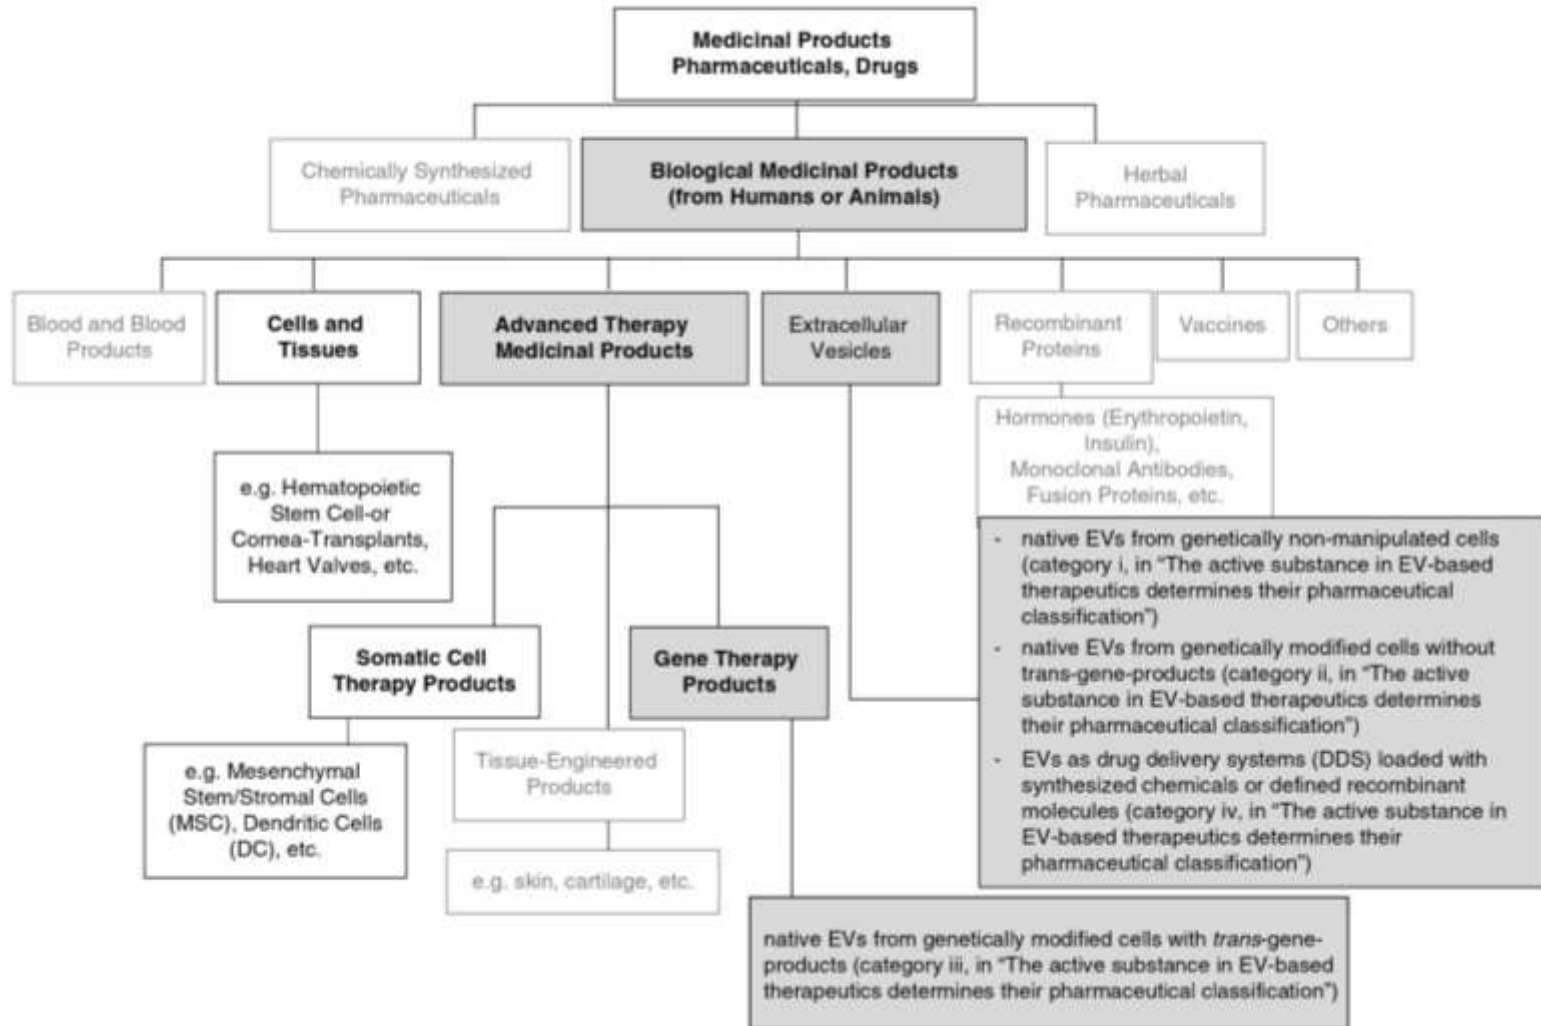 Medicinal Products
Pharmaceuticals, Drugs
Chemically Synthesized
Pharmaceuticals
Biological Medicinal Products
(from Humans or Animals)
Herbal
Pharmaceuticals
Blood and Blood
Products
Cells and
Tissues
Advanced Therapy
Medicinal Products
Extracellular
Vesicles
Recombinant
Proteins
Vaccines
Others
Hormones (Erythropoietin,
Insulin),
Monoclonal Antibodies,
Fusion Proteins, etc.
e.g. Hematopoietic
Stem Cell-or
Cornea-Transplants,
Heart Valves, etc.
- native EVs from genetically non-manipulated cells
(category i, in “The active substance in EV-based
therapeutics determines their pharmaceutical
classification”)
- native EVs from genetically modified cells without
trans-gene-products (category ii, in “The active
substance in EV-based therapeutics determines
their pharmaceutical classification”)
- EVs as drug delivery systems (DDS) loaded with
synthesized chemicals or defined recombinant
molecules (category iv, in “The active substance in
EV-based therapeutics determines their
pharmaceutical classification”)
Somatic Cell
Therapy Products
Gene Therapy
Products
e.g. Mesenchymal
Stem/Stromal Cells
(MSC), Dendritic Cells
(DC), etc.
Tissue-Engineered
Products
e.g. skin, cartilage, etc.
native EVs from genetically modified cells with trans-gene-
products (category iii, in “The active substance in EV-based
therapeutics determines their pharmaceutical classification”)